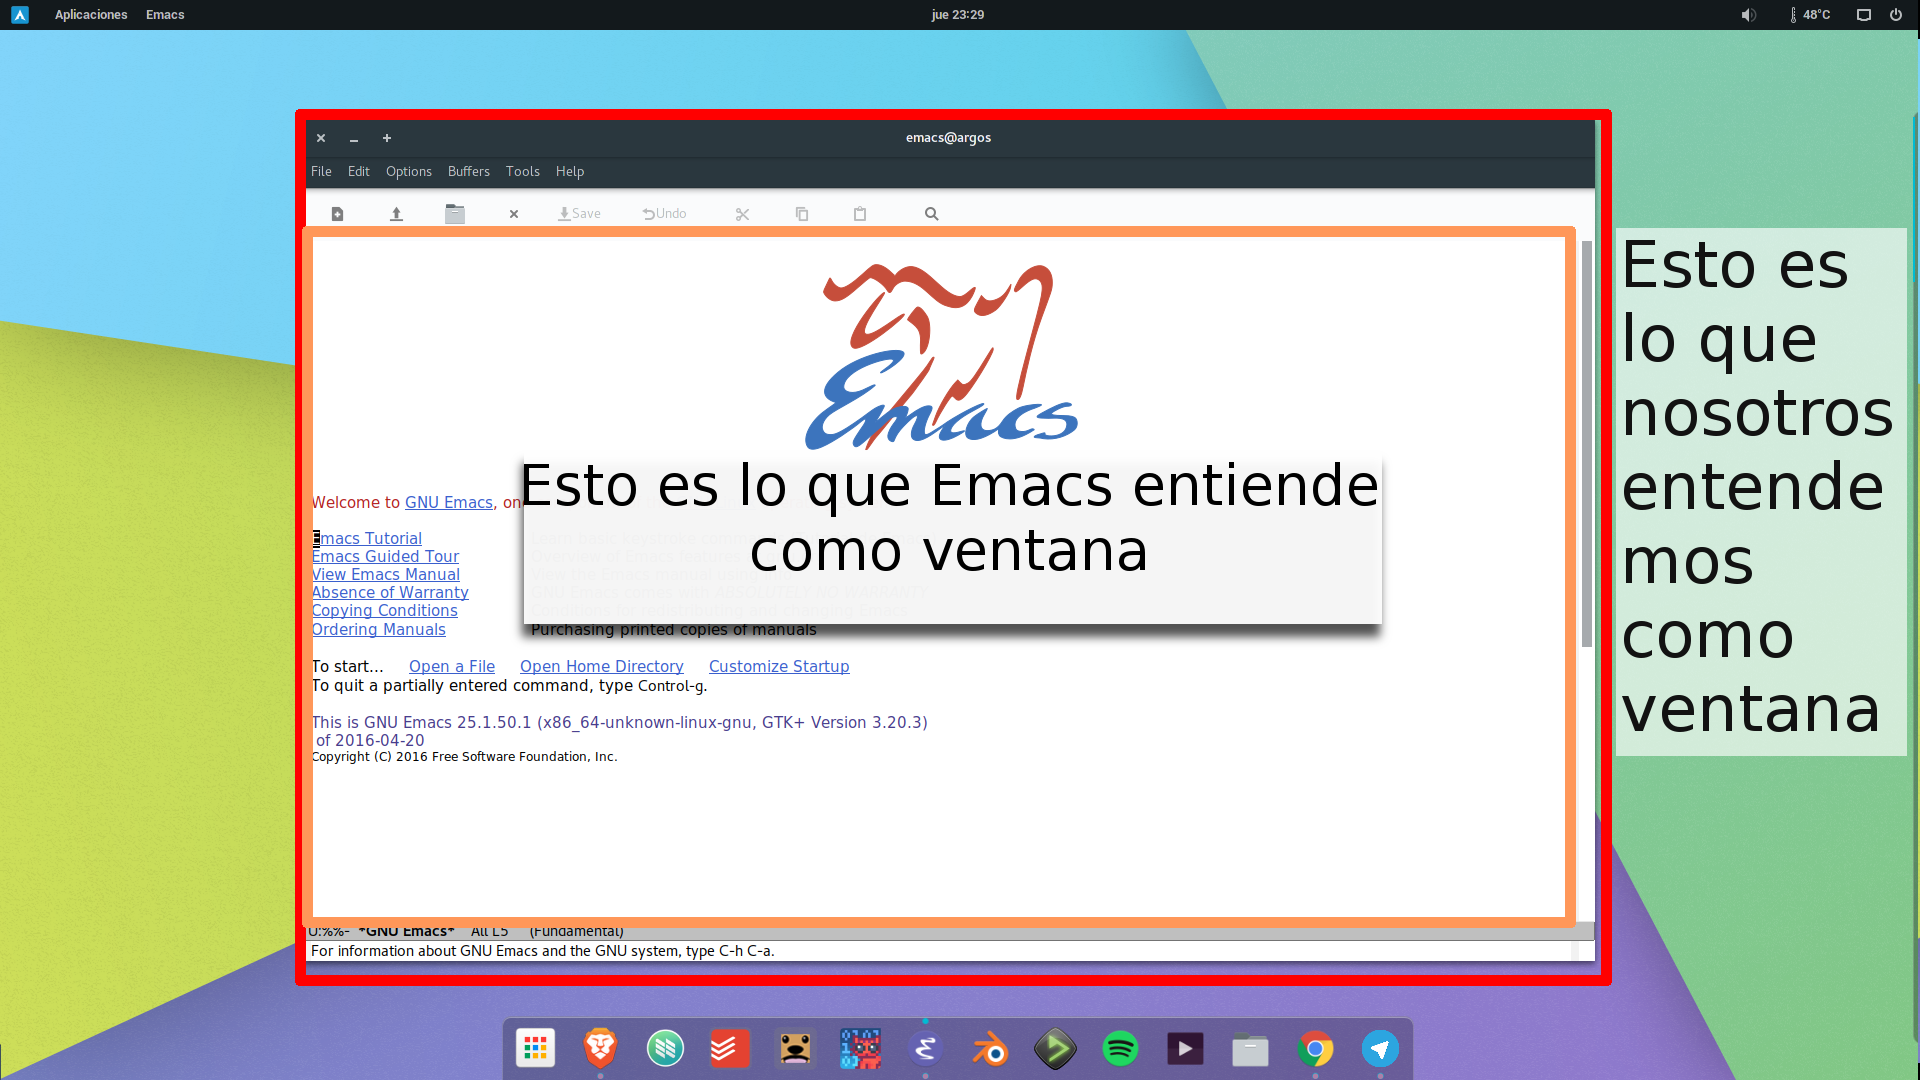 Aplicaciones Emacs jue 23:29 48°C
emacs@argos
File Edit Options Buffers Tools Help
Save Undo
Emacs
Esto es lo que Emacs entiende
como ventana
Welcome to GNU Emacs, on
Emacs Tutorial
Emacs Guided Tour
View Emacs Manual
Absence of Warranty
Copying Conditions
Ordering Manuals Purchasing printed copies of manuals
To start... Open a File Open Home Directory Customize Startup
To quit a partially entered command, type Control-g.
This is GNU Emacs 25.1.50.1 (x86_64-unknown-linux-gnu, GTK+ Version 3.20.3)
of 2016-04-20
Copyright (C) 2016 Free Software Foundation, Inc.
U:%%- *GNU Emacs* All L5 (Fundamental)
For information about GNU Emacs and the GNU system, type C-h C-a.
Esto es
lo que
nosotros
entende
mos
como
ventana